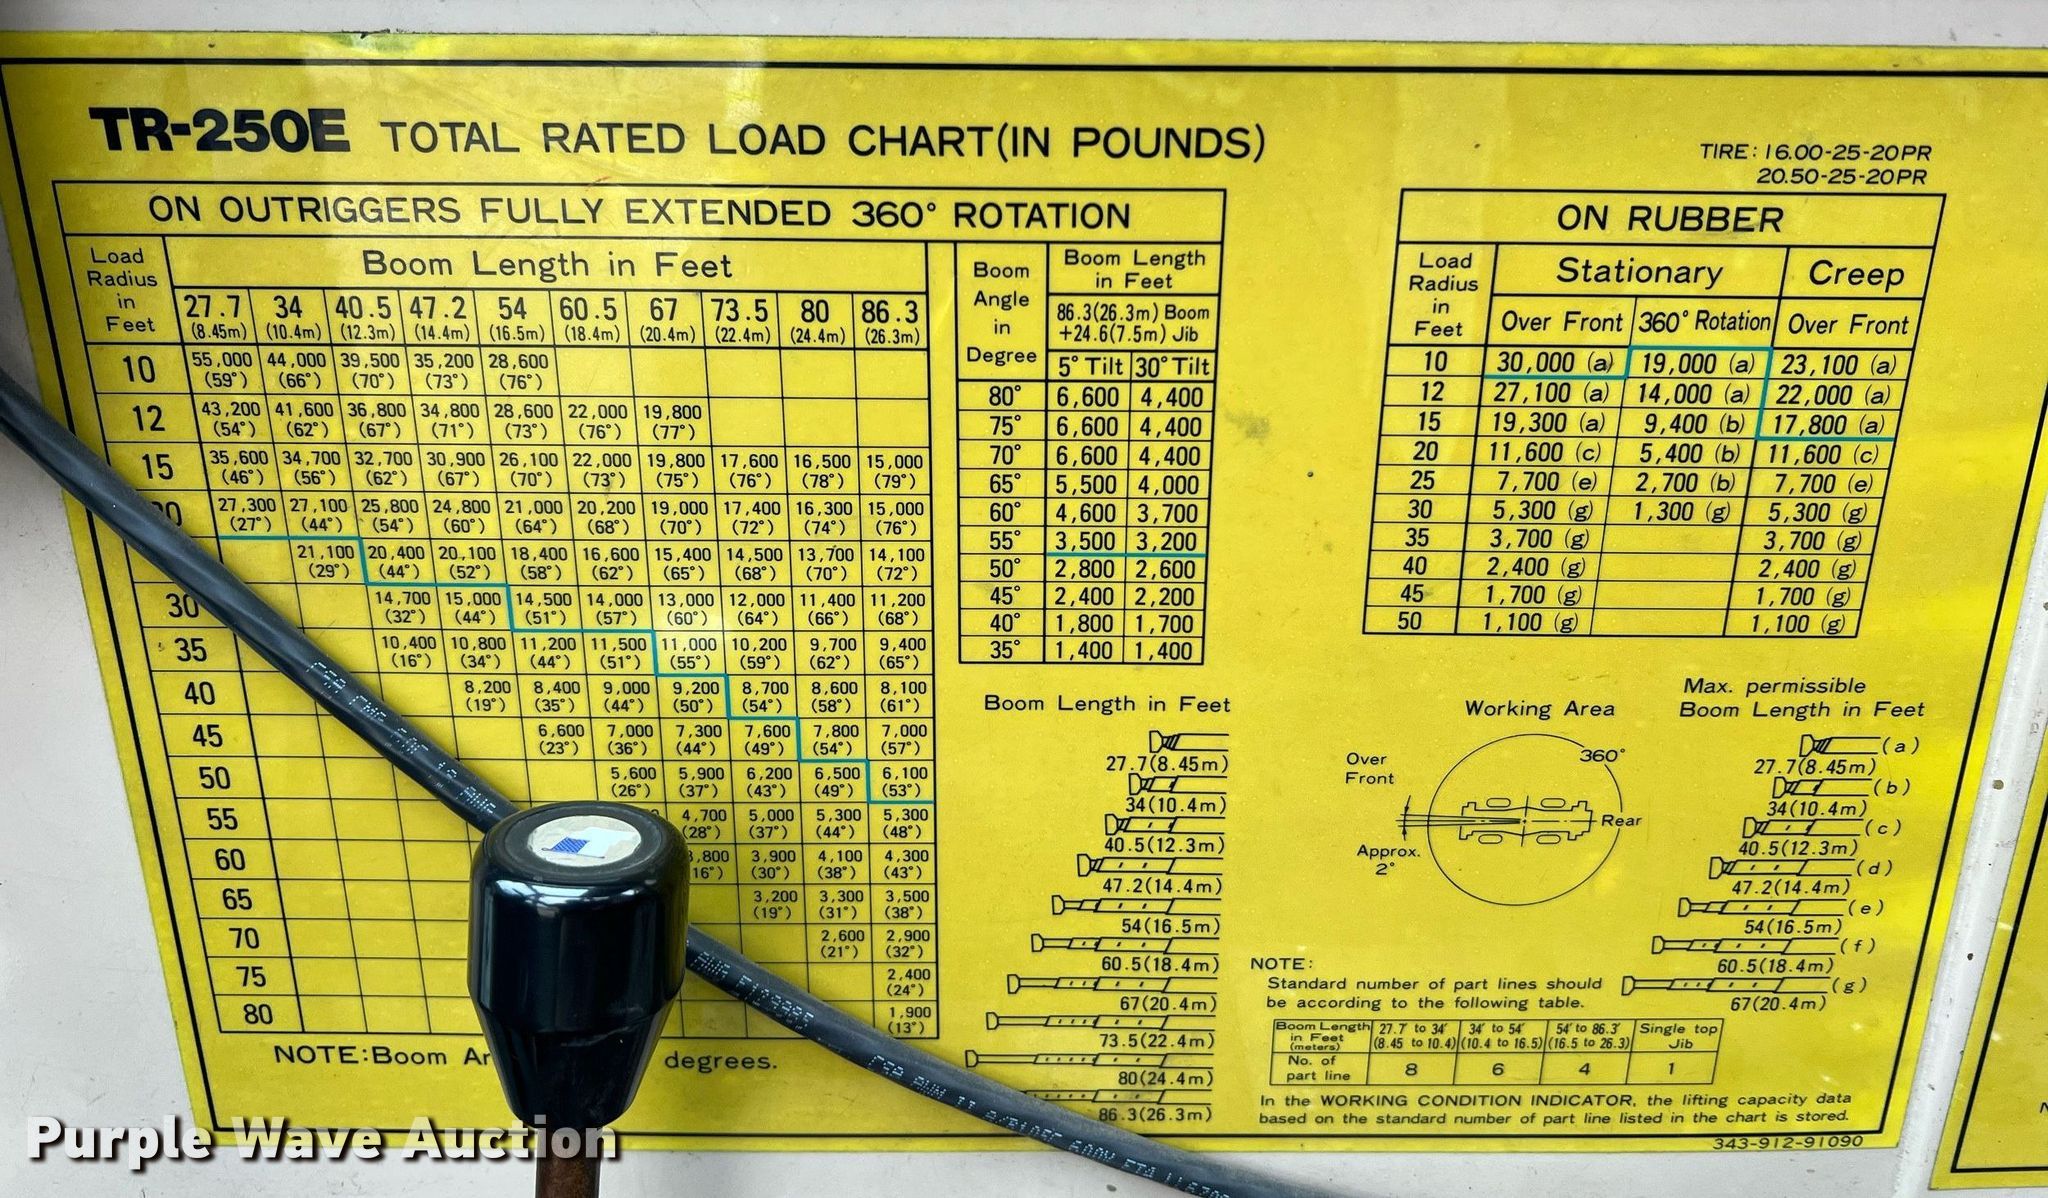 TR-250E TOTAL RATED LOAD CHART(IN POUNDS)
TIRE: 16.00-25-20PR
20.50-25-20PR
ON OUTRIGGERS FULLY EXTENDED 360° ROTATION
Load Radius in Feet
Boom Length in Feet
27.7 34 40.5 47.2 54 60.5 67 73.5 80 86.3
(8.45m) (10.4m) (12.3m) (14.4m) (16.5m) (18.4m) (20.4m) (22.4m) (24.4m) (26.3m)
10 55,000 44,000 39,500 35,200 28,600
(59°) (66°) (70°) (73°) (76°)
12 43,200 41,600 36,800 34,800 28,600 22,000 19,800
(54°) (62°) (67°) (71°) (73°) (76°) (77°)
15 35,600 34,700 32,700 30,900 26,100 22,000 19,800 17,600 16,500 15,000
(46°) (56°) (62°) (67°) (70°) (73°) (75°) (76°) (78°) (79°)
27,300 27,100 25,800 24,800 21,000 20,200 19,000 17,400 16,300 15,000
(27°) (44°) (54°) (60°) (64°) (68°) (70°) (72°) (74°) (76°)
21,100 20,400 20,100 18,400 16,600 15,400 14,500 13,700 14,100
(29°) (44°) (52°) (58°) (62°) (65°) (68°) (70°) (72°)
30 14,700 15,000 14,500 14,000 13,000 12,000 11,400 11,200
(32°) (44°) (51°) (57°) (60°) (64°) (66°) (68°)
35 10,400 10,800 11,200 11,500 11,000 10,200 9,700 9,400
(16°) (34°) (44°) (51°) (55°) (59°) (62°) (65°)
40 8,200 8,400 9,000 9,200 8,700 8,600 8,100
(19°) (35°) (44°) (50°) (54°) (58°) (61°)
45 6,600 7,000 7,300 7,600 7,800 7,000
(23°) (36°) (44°) (49°) (54°) (57°)
50 5,600 5,900 6,200 6,500 6,100
(26°) (37°) (43°) (49°) (53°)
55 4,700 5,000 5,300 5,300
(28°) (37°) (44°) (48°)
60 3,900 4,100 4,300
(30°) (38°) (43°)
65 3,200 3,300 3,500
(19°) (31°) (38°)
70 2,600 2,900
(21°) (32°)
75 2,400
(24°)
80 1,900
(13°)
NOTE:Boom degrees.
Boom Angle in Degree
Boom Length in Feet
86.3(26.3m) Boom
+24.6(7.5m) Jib
5° Tilt 30° Tilt
80° 6,600 4,400
75° 6,600 4,400
70° 6,600 4,400
65° 5,500 4,000
60° 4,600 3,700
55° 3,500 3,200
50° 2,800 2,600
45° 2,400 2,200
40° 1,800 1,700
35° 1,400 1,400
Boom Length in Feet
27.7(8.45m)
34(10.4m)
40.5(12.3m)
47.2(14.4m)
54(16.5m)
60.5(18.4m)
67(20.4m)
73.5(22.4m)
80(24.4m)
86.3(26.3m)
ON RUBBER
Load Radius in Feet
Stationary Creep
Over Front 360° Rotation Over Front
10 30,000 (a) 19,000 (a) 23,100 (a)
12 27,100 (a) 14,000 (a) 22,000 (a)
15 19,300 (a) 9,400 (b) 17,800 (a)
20 11,600 (c) 5,400 (b) 11,600 (c)
25 7,700 (e) 2,700 (b) 7,700 (e)
30 5,300 (g) 1,300 (g) 5,300 (g)
35 3,700 (g) 3,700 (g)
40 2,400 (g) 2,400 (g)
45 1,700 (g) 1,700 (g)
50 1,100 (g) 1,100 (g)
Working Area
360°
Over Front
Rear
Approx. 2°
Max. permissible
Boom Length in Feet
(a)
27.7(8.45m)
(b)
34(10.4m)
(c)
40.5(12.3m)
(d)
47.2(14.4m)
(e)
54(16.5m)
(f)
60.5(18.4m)
(g)
67(20.4m)
NOTE:
Standard number of part lines should
be according to the following table.
Boom Length in Feet (meters) 27.7' to 34' (8.45 to 10.4) 34' to 54' (10.4 to 16.5) 54' to 86.3' (16.5 to 26.3) Single top Jib
No. of part line 8 6 4 1
In the WORKING CONDITION INDICATOR, the lifting capacity data
based on the standard number of part line listed in the chart is stored.
343-912-91090
Purple Wave Auction